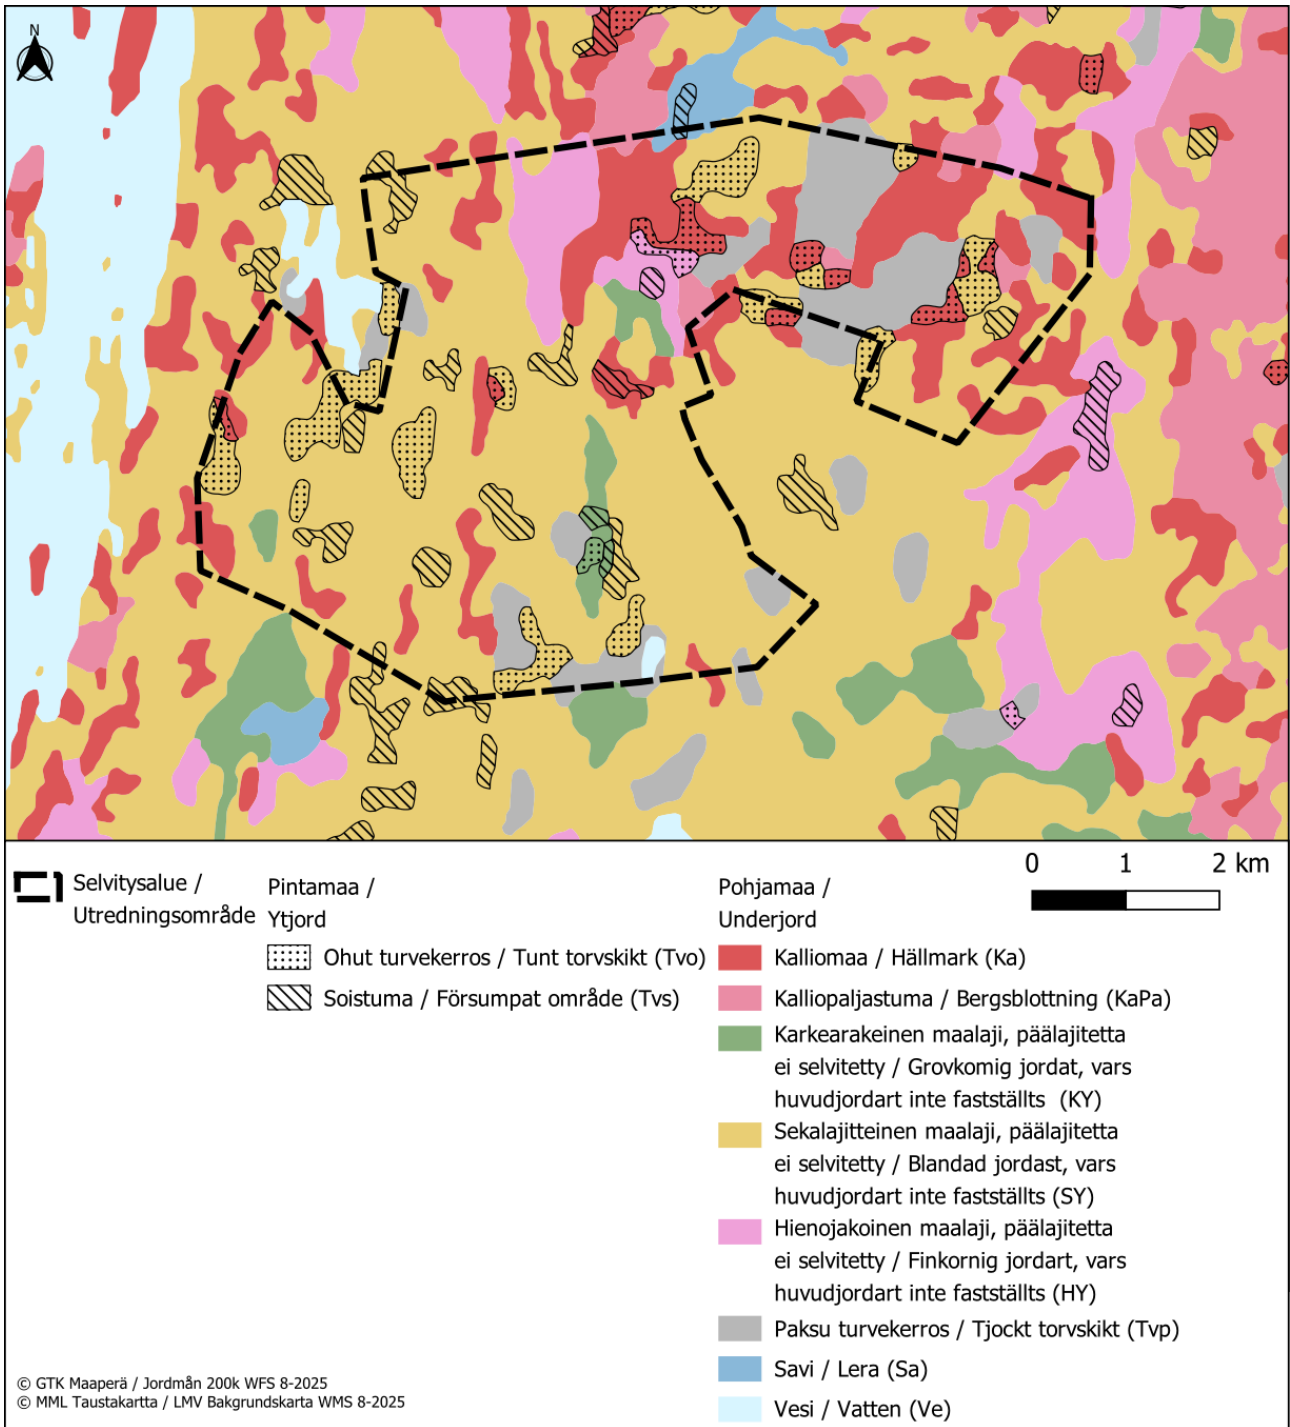 N
0 1 2 km
Selvitysalue /
Utredningsområde
Pintamaa /
Ytjord
Ohut turvekerros / Tunt torvskikt (Tvo)
Soistuma / Försumpat område (Tvs)
Pohjamaa /
Underjord
Kalliomaa / Hällmark (Ka)
Kalliopaljastuma / Bergsblottning (KaPa)
Karkearakeinen maalaji, päälajitetta
ei selvitetty / Grovkornig jordat, vars
huvudjordart inte fastställts (KY)
Sekalajitteinen maalaji, päälajitetta
ei selvitetty / Blandad jordast, vars
huvudjordart inte fastställts (SY)
Hienojakoinen maalaji, päälajitetta
ei selvitetty / Finkornig jordart, vars
huvudjordart inte fastställts (HY)
Paksu turvekerros / Tjockt torvskikt (Tvp)
Savi / Lera (Sa)
Vesi / Vatten (Ve)
© GTK Maaperä / Jordmån 200k WFS 8-2025
© MML Taustakartta / LMV Bakgrundskarta WMS 8-2025